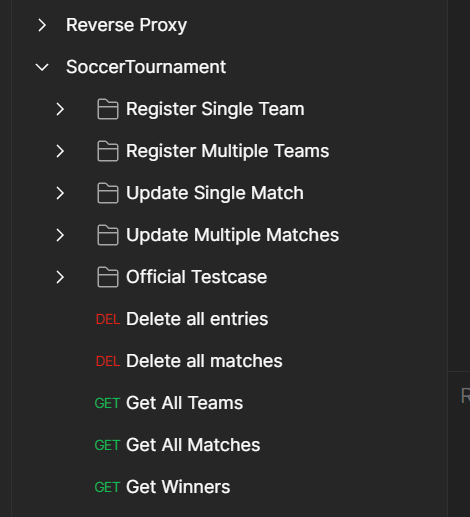 Reverse Proxy
SoccerTournament
Register Single Team
Register Multiple Teams
Update Single Match
Update Multiple Matches
Official Testcase
DEL Delete all entries
DEL Delete all matches
GET Get All Teams
GET Get All Matches
GET Get Winners